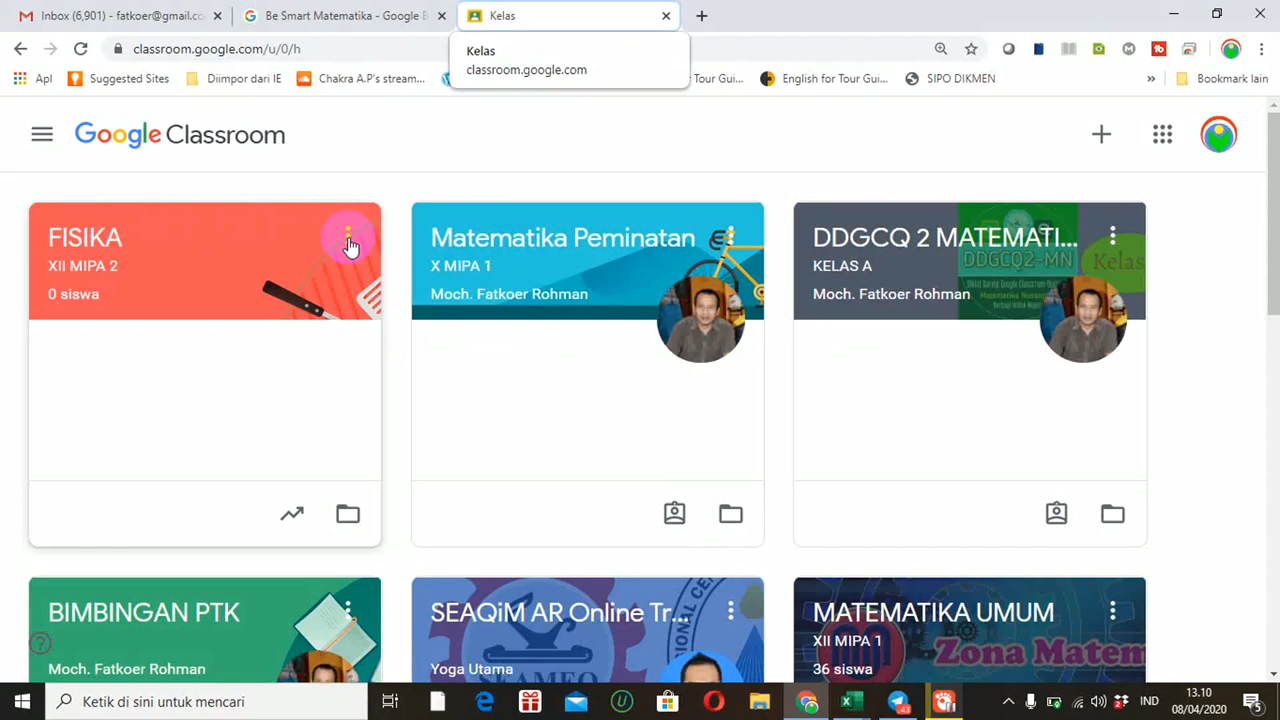 Inbox (6,901) - fatkoer@gmail.co
Be Smart Matematika - Google B
Kelas
classroom.google.com/u/0/h
Kelas
classroom.google.com
Apl
Suggested Sites
Diimpor dari IE
Chakra A.P's stream...
Tour Gui...
English for Tour Gui...
SIPO DIKMEN
»
Bookmark lain
Google Classroom
FISIKA
XII MIPA 2
0 siswa
Matematika Peminatan
X MIPA 1
Moch. Fatkoer Rohman
DDGCQ 2 MATEMATI...
KELAS A
Moch. Fatkoer Rohman
DDGCQ2-MN
Kelas
BIMBINGAN PTK
Moch. Fatkoer Rohman
SEAQiM AR Online Tr...
Yoga Utama
MATEMATIKA UMUM
XII MIPA 1
36 siswa
Zona Matem
Ketik di sini untuk mencari
43
IND
13.10
08/04/2020
5